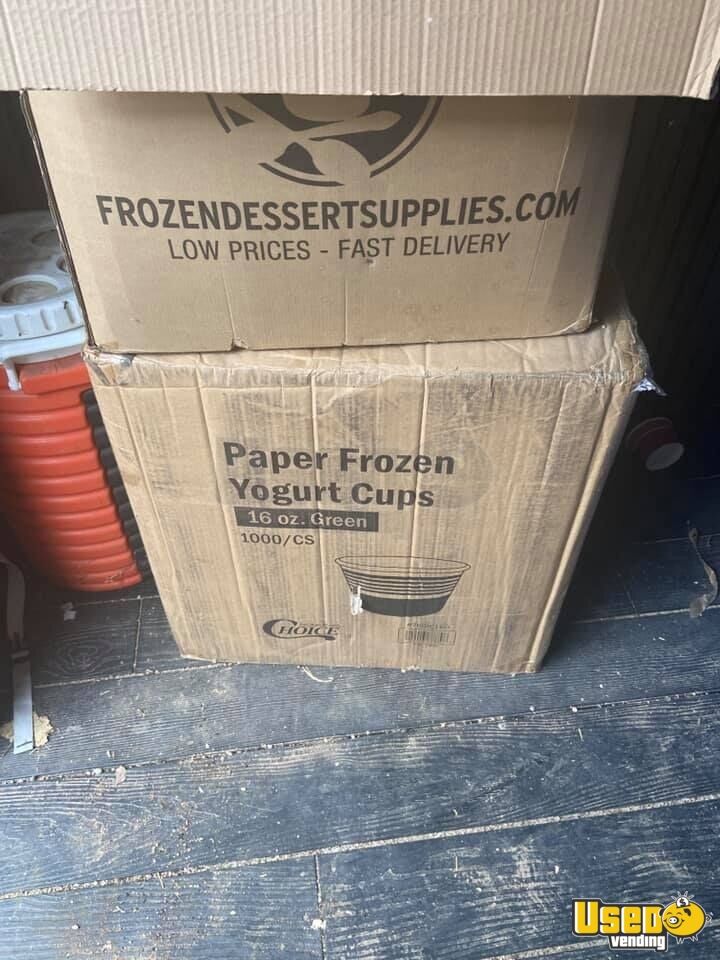 FROZENDESSERTSUPPLIES.COM
LOW PRICES - FAST DELIVERY
Paper Frozen
Yogurt Cups
16 oz. Green
1000/CS
CHOICE
USED
vending